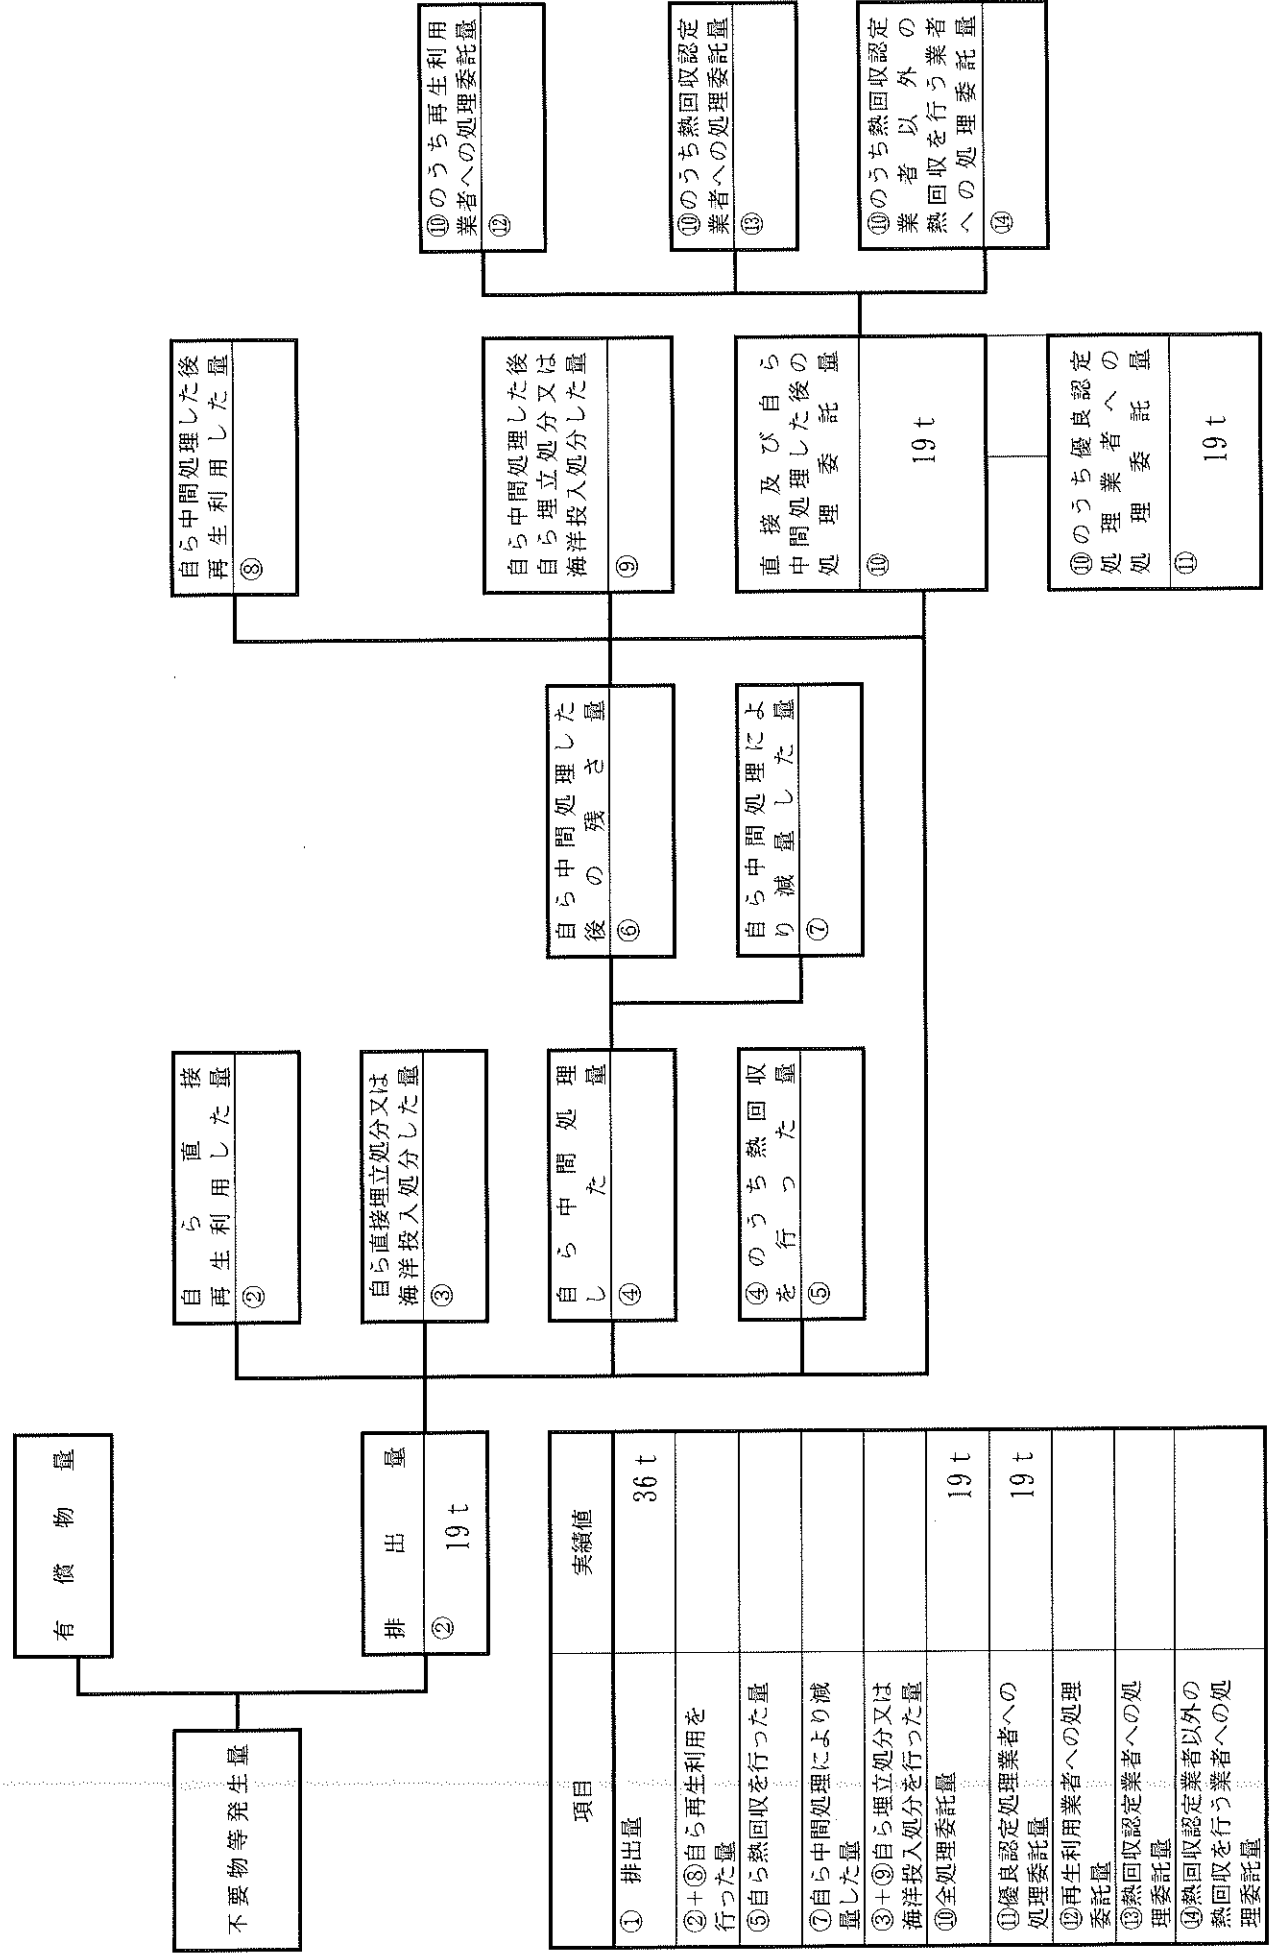 有償物量
不要物等発生量
排出量
②
19 t
自ら直接
再生利用した量
②
自ら直接埋立処分又は
海洋投入処分した量
③
自ら中間処理
した量
④
④のうち熱回収
を行った量
⑤
自ら中間処理した
後の残さ量
⑥
自ら中間処理によ
り減量した量
⑦
自ら中間処理した後
再生利用した量
⑧
自ら中間処理した後
自ら埋立処分又は
海洋投入処分した量
⑨
直接及び自ら
中間処理した後の
処理委託量
⑩
19 t
⑩のうち優良認定
処理業者への
処理委託量
⑪
19 t
⑩のうち再生利用
業者への処理委託量
⑫
⑩のうち熱回収認定
業者への処理委託量
⑬
⑩のうち熱回収認定
業者以外の
熱回収を行う業者
への処理委託量
⑭
項目 実績値
① 排出量 36 t
②+⑧自ら再生利用を
行った量
⑤自ら熱回収を行った量
⑦自ら中間処理により減
量した量
③+⑨自ら埋立処分又は
海洋投入処分を行った量
⑩全処理委託量 19 t
⑪優良認定処理業者への
処理委託量 19 t
⑫再生利用業者への処理
委託量
⑬熱回収認定業者への処
理委託量
⑭熱回収認定業者以外の
熱回収を行う業者への処
理委託量